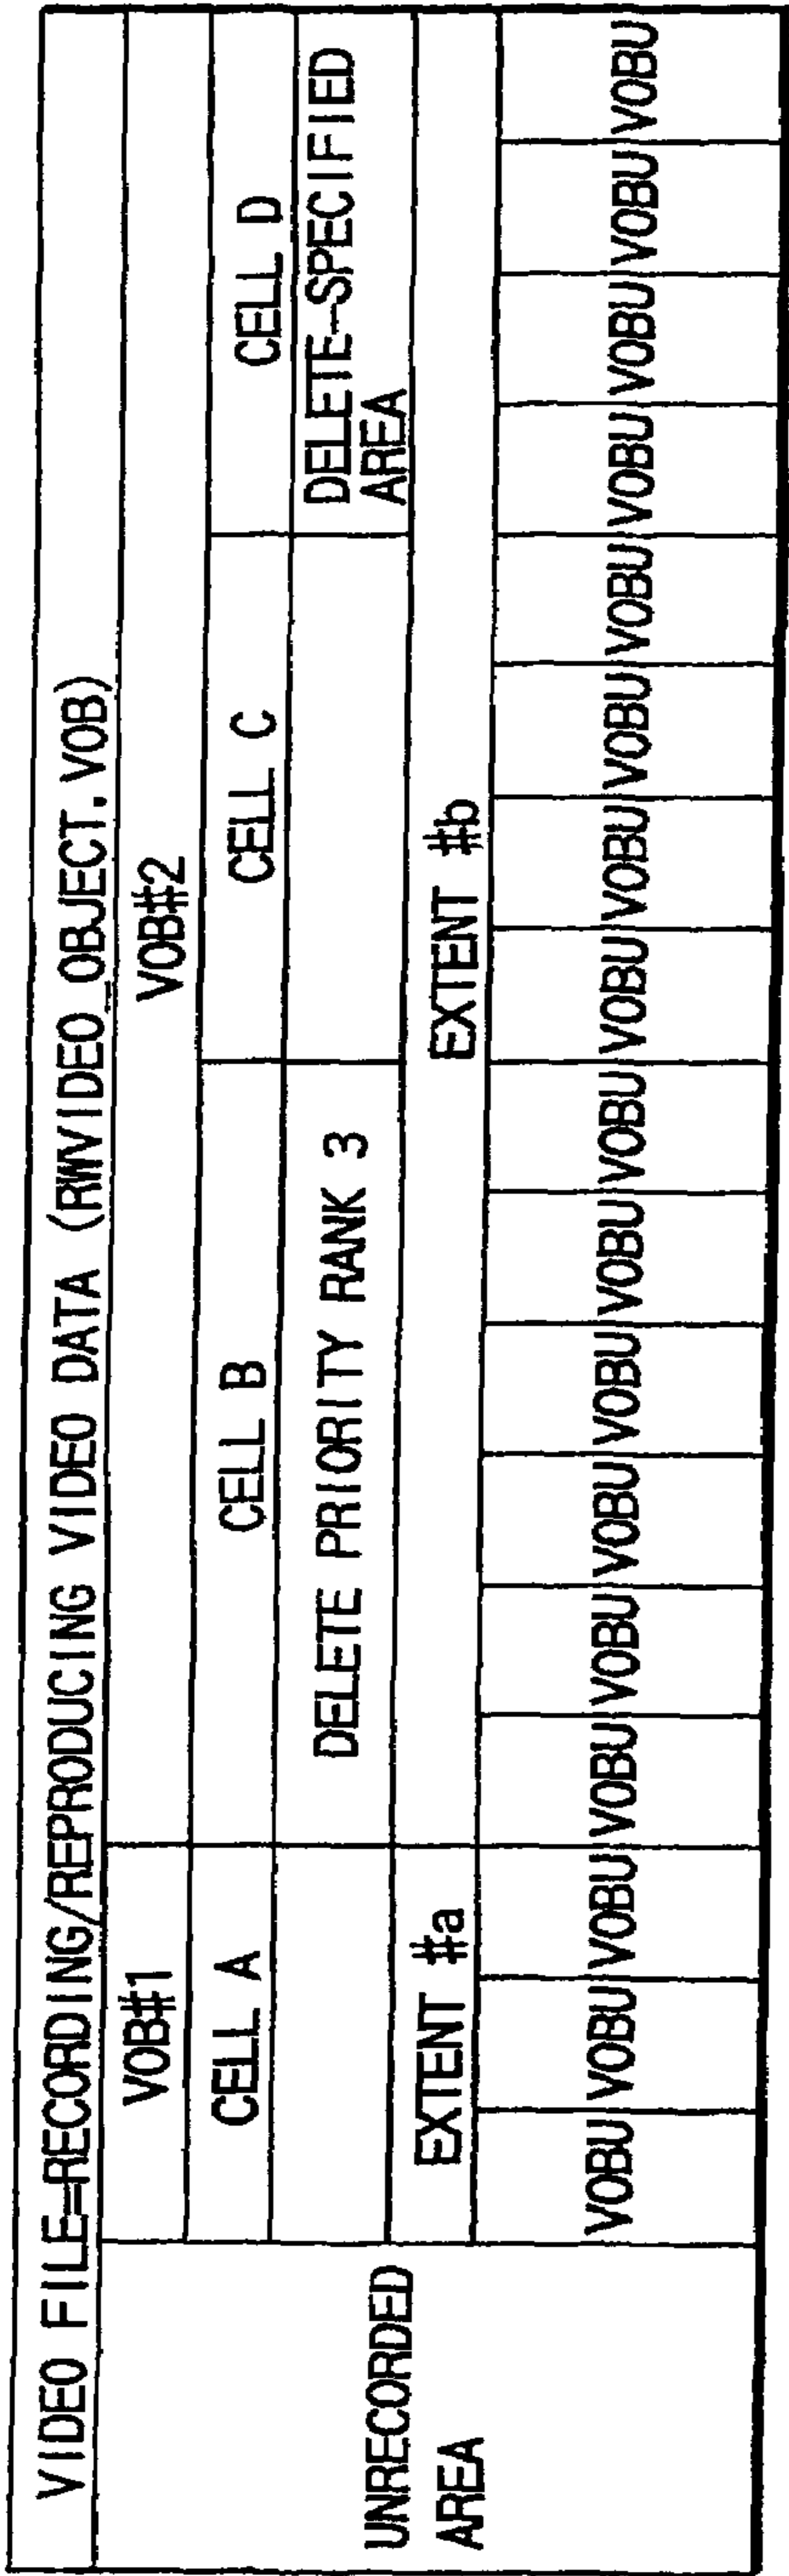 VIDEO FILE=RECORDING/REPRODUCING VIDEO DATA (RWVIDEO_OBJECT.VOB)
UNRECORDED
AREA
VOB#1
VOB#2
CELL A
CELL B
CELL C
CELL D
DELETE PRIORITY RANK 3
DELETE-SPECIFIED
AREA
EXTENT #a
EXTENT #b
VOBU VOBU VOBU VOBU VOBU VOBU VOBU VOBU VOBU VOBU VOBU VOBU VOBU VOBU VOBU VOBU VOBU